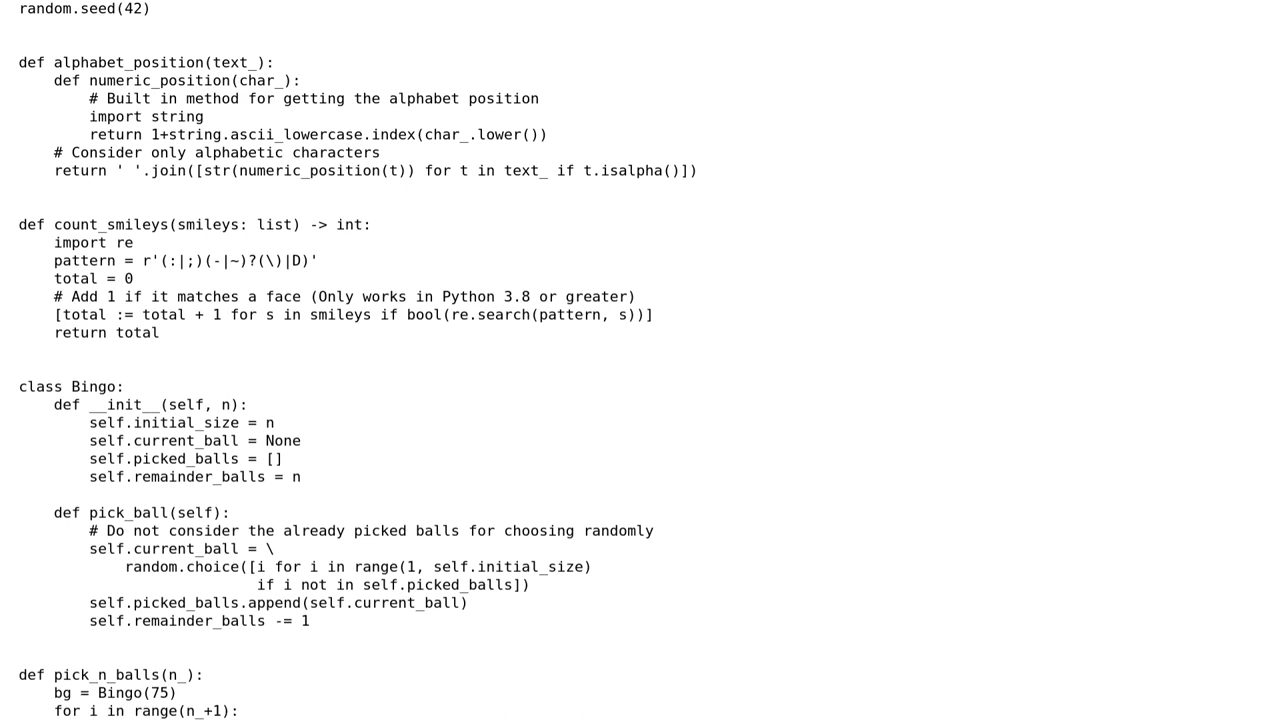 random.seed(42)


def alphabet_position(text_):
    def numeric_position(char_):
        # Built in method for getting the alphabet position
        import string
        return 1+string.ascii_lowercase.index(char_.lower())
    # Consider only alphabetic characters
    return ' '.join([str(numeric_position(t)) for t in text_ if t.isalpha()])


def count_smileys(smileys: list) -> int:
    import re
    pattern = r'(:|;)(-|~)?(\)|D)'
    total = 0
    # Add 1 if it matches a face (Only works in Python 3.8 or greater)
    [total := total + 1 for s in smileys if bool(re.search(pattern, s))]
    return total


class Bingo:
    def __init__(self, n):
        self.initial_size = n
        self.current_ball = None
        self.picked_balls = []
        self.remainder_balls = n

    def pick_ball(self):
        # Do not consider the already picked balls for choosing randomly
        self.current_ball = \
            random.choice([i for i in range(1, self.initial_size)
                           if i not in self.picked_balls])
        self.picked_balls.append(self.current_ball)
        self.remainder_balls -= 1


def pick_n_balls(n_):
    bg = Bingo(75)
    for i in range(n_+1):